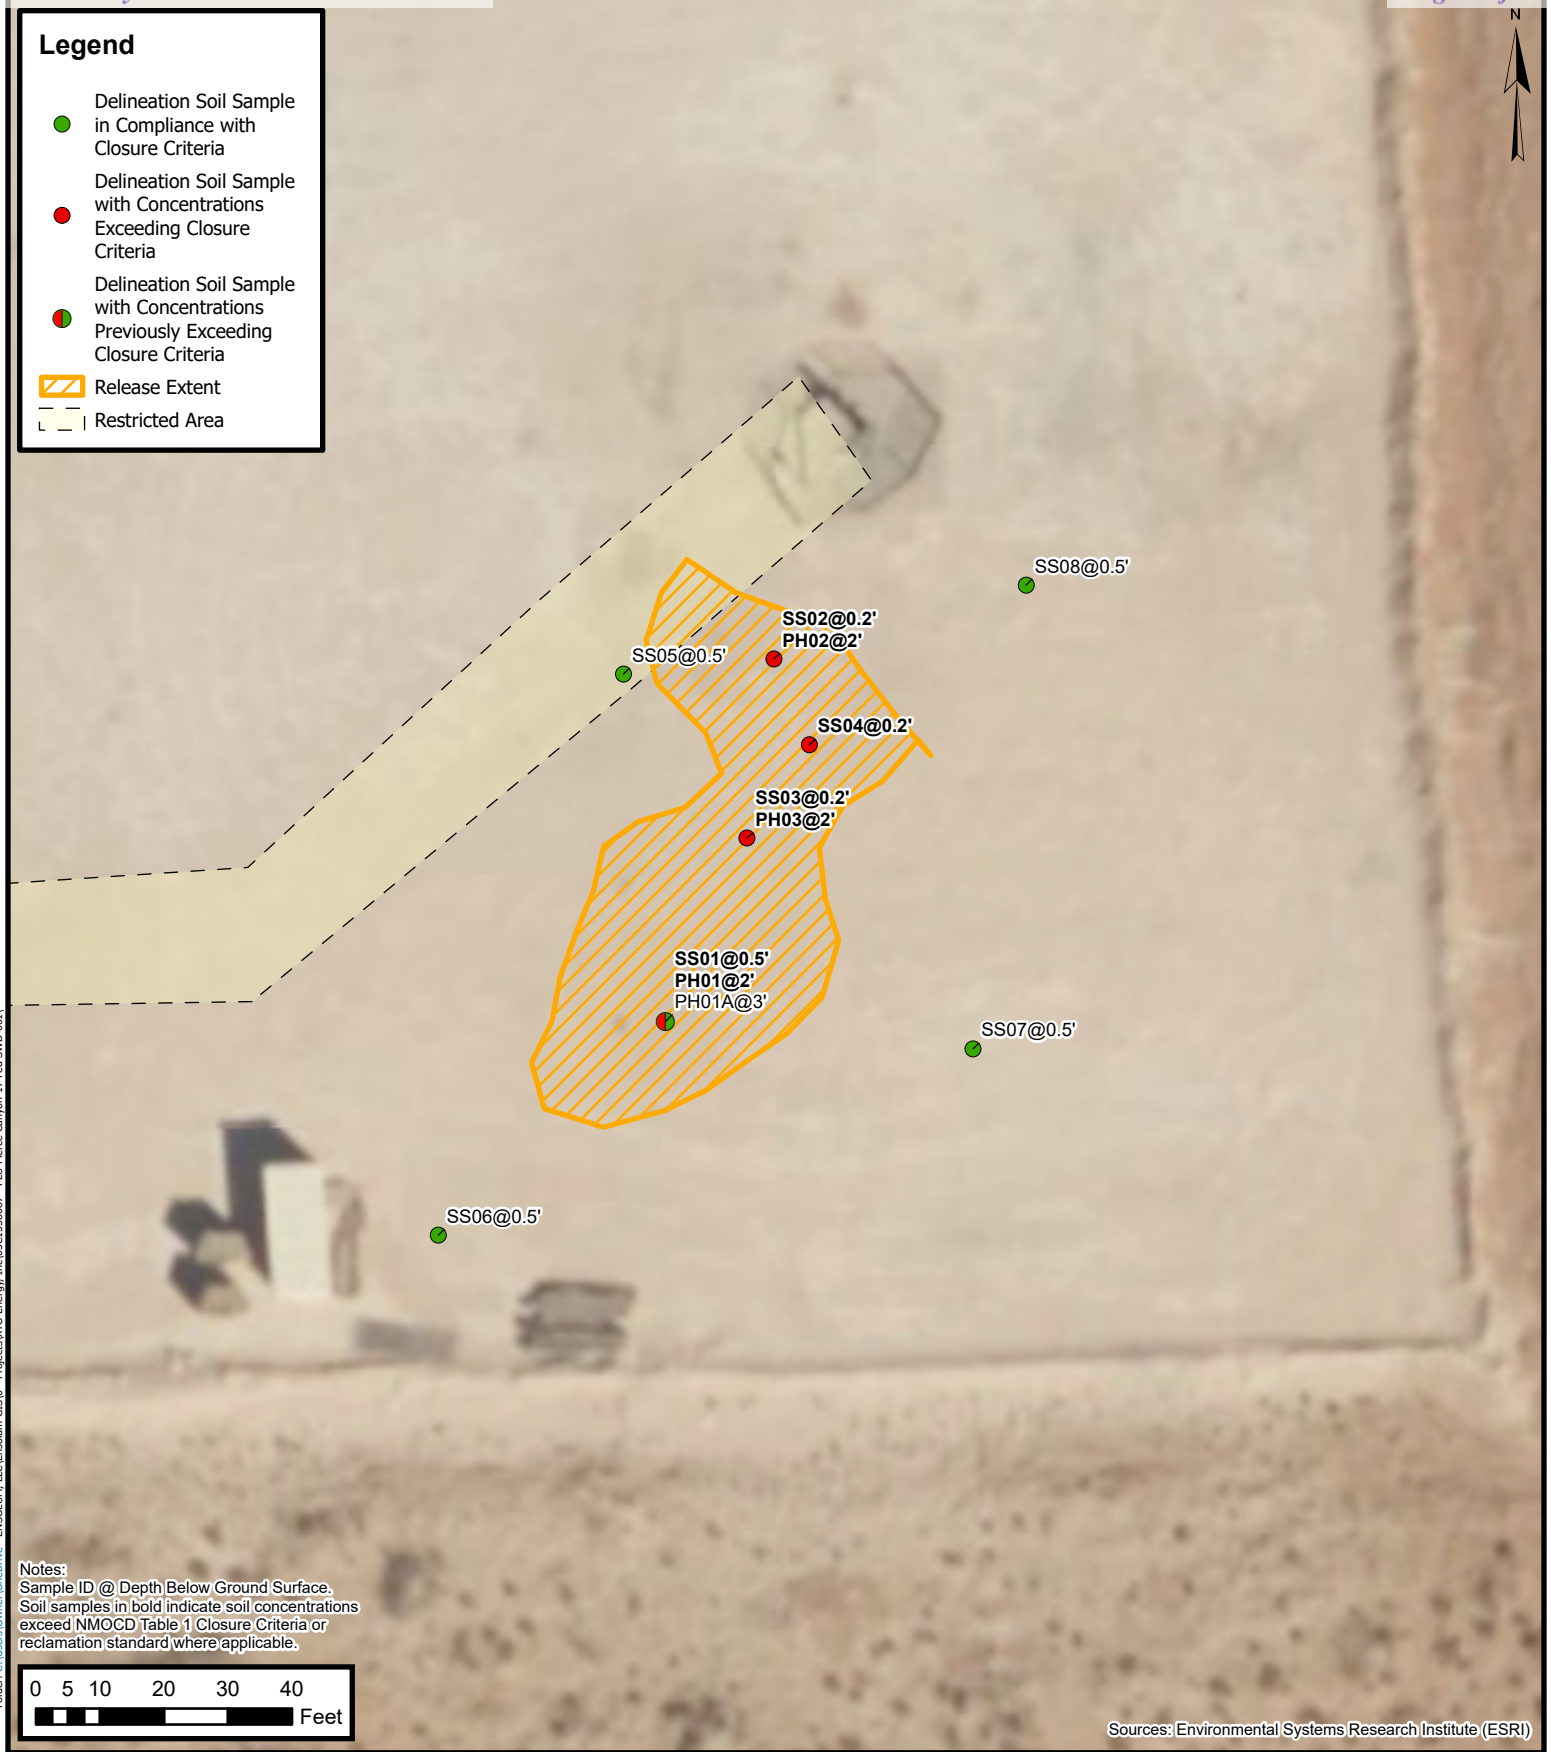 Legend
Delineation Soil Sample
in Compliance with
Closure Criteria
Delineation Soil Sample
with Concentrations
Exceeding Closure
Criteria
Delineation Soil Sample
with Concentrations
Previously Exceeding
Closure Criteria
Release Extent
Restricted Area
N
SS08@0.5'
SS02@0.2'
PH02@2'
SS05@0.5'
SS04@0.2'
SS03@0.2'
PH03@2'
SS01@0.5'
PH01@2'
PH01A@3'
SS07@0.5'
SS06@0.5'
Notes:
Sample ID @ Depth Below Ground Surface.
Soil samples in bold indicate soil concentrations
exceed NMOCD Table 1 Closure Criteria or
reclamation standard where applicable.
0 5 10 20 30 40
Feet
Sources: Environmental Systems Research Institute (ESRI)